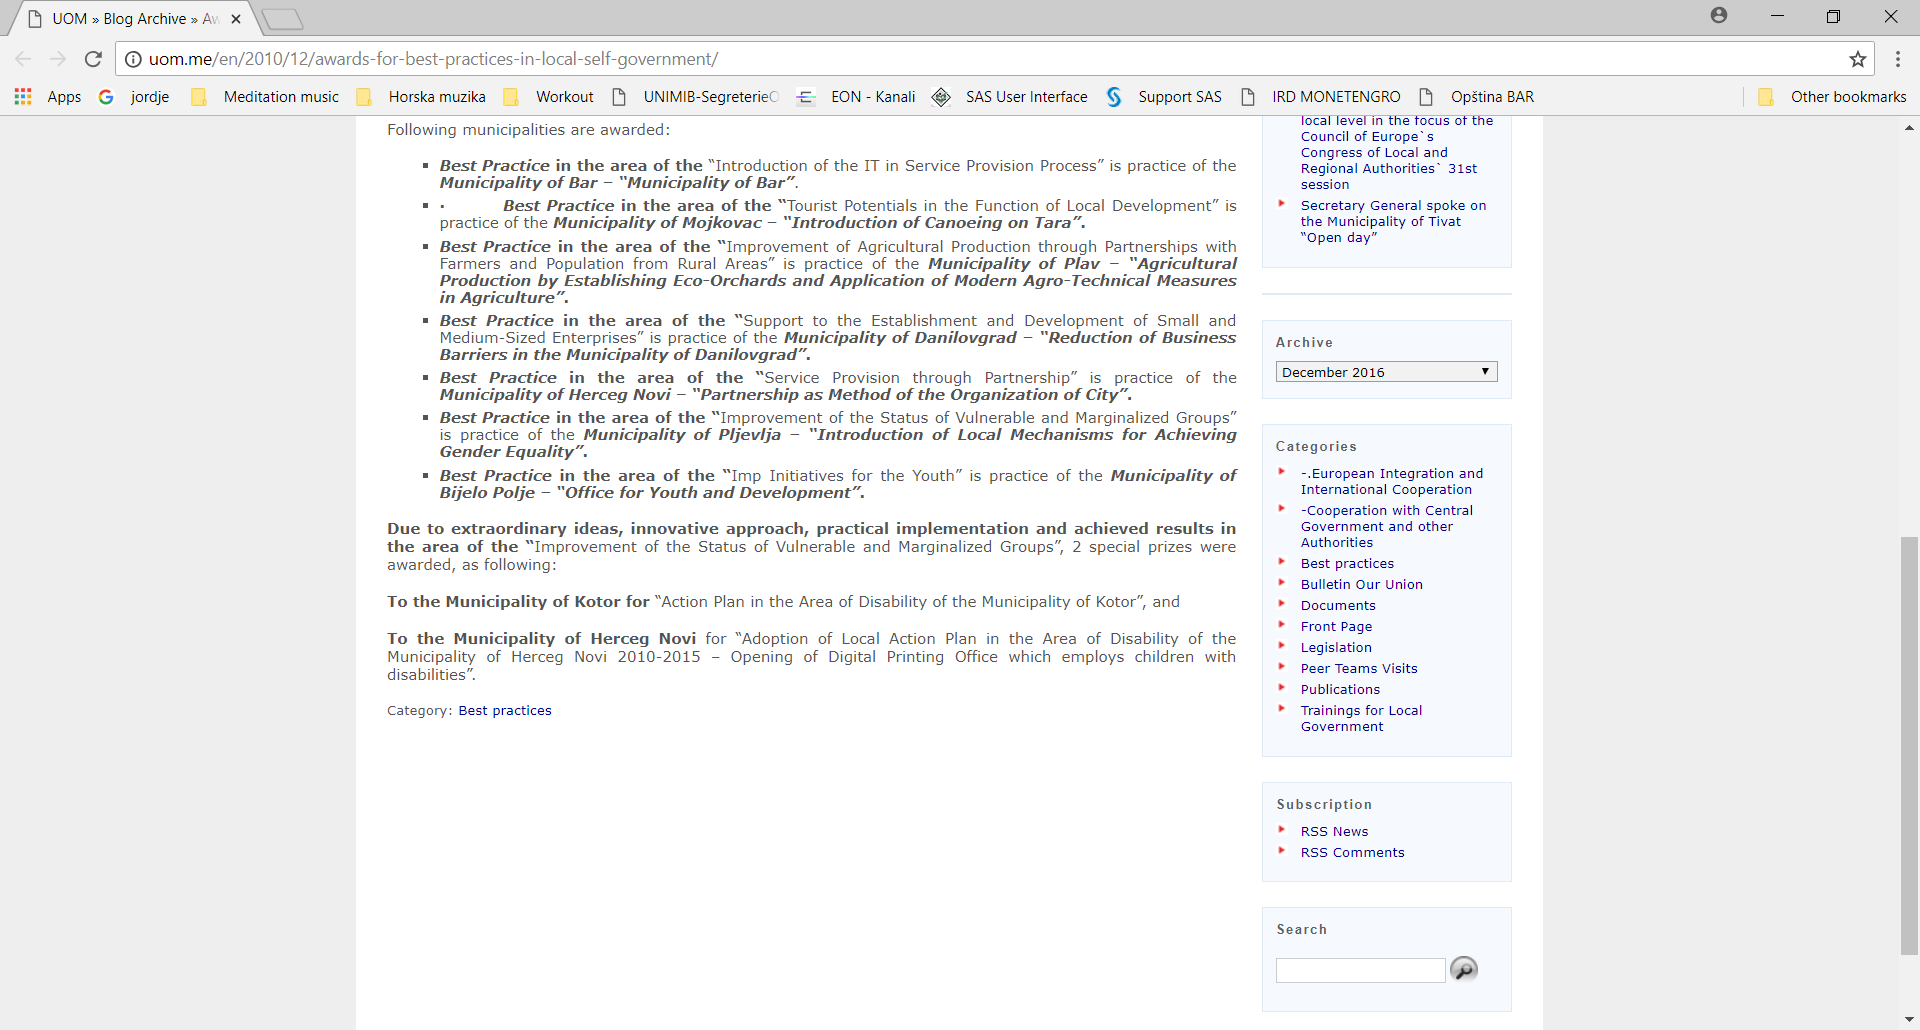 UOM » Blog Archive » Aw
uom.me/en/2010/12/awards-for-best-practices-in-local-self-government/
Apps jordje Meditation music Horska muzika Workout UNIMIB-SegreterieO EON - Kanali SAS User Interface Support SAS IRD MONETENGRO Opština BAR Other bookmarks
Following municipalities are awarded:
Best Practice in the area of the “Introduction of the IT in Service Provision Process” is practice of the
Municipality of Bar – “Municipality of Bar”.
· Best Practice in the area of the “Tourist Potentials in the Function of Local Development” is
practice of the Municipality of Mojkovac – “Introduction of Canoeing on Tara”.
Best Practice in the area of the “Improvement of Agricultural Production through Partnerships with
Farmers and Population from Rural Areas” is practice of the Municipality of Plav – “Agricultural
Production by Establishing Eco-Orchards and Application of Modern Agro-Technical Measures
in Agriculture”.
Best Practice in the area of the “Support to the Establishment and Development of Small and
Medium-Sized Enterprises” is practice of the Municipality of Danilovgrad – “Reduction of Business
Barriers in the Municipality of Danilovgrad”.
Best Practice in the area of the “Service Provision through Partnership” is practice of the
Municipality of Herceg Novi – “Partnership as Method of the Organization of City”.
Best Practice in the area of the “Improvement of the Status of Vulnerable and Marginalized Groups”
is practice of the Municipality of Pljevlja – “Introduction of Local Mechanisms for Achieving
Gender Equality”.
Best Practice in the area of the “Imp Initiatives for the Youth” is practice of the Municipality of
Bijelo Polje – “Office for Youth and Development”.
Due to extraordinary ideas, innovative approach, practical implementation and achieved results in
the area of the “Improvement of the Status of Vulnerable and Marginalized Groups”, 2 special prizes were
awarded, as following:
To the Municipality of Kotor for “Action Plan in the Area of Disability of the Municipality of Kotor”, and
To the Municipality of Herceg Novi for “Adoption of Local Action Plan in the Area of Disability of the
Municipality of Herceg Novi 2010-2015 – Opening of Digital Printing Office which employs children with
disabilities”.
Category: Best practices
local level in the focus of the
Council of Europe`s
Congress of Local and
Regional Authorities` 31st
session
Secretary General spoke on
the Municipality of Tivat
“Open day”
Archive
December 2016
Categories
-.European Integration and
International Cooperation
-Cooperation with Central
Government and other
Authorities
Best practices
Bulletin Our Union
Documents
Front Page
Legislation
Peer Teams Visits
Publications
Trainings for Local
Government
Subscription
RSS News
RSS Comments
Search